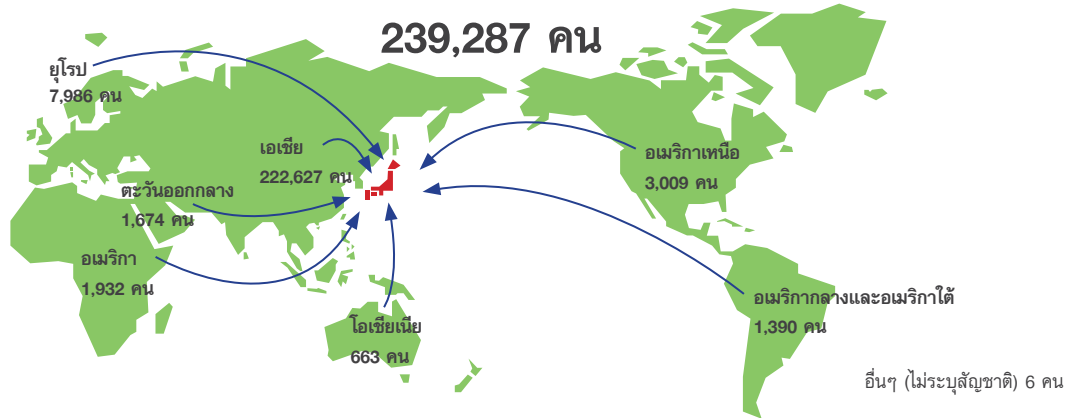 239,287 คน
ยุโรป
7,986 คน
เอเชีย
222,627 คน
อเมริกาเหนือ
3,009 คน
ตะวันออกกลาง
1,674 คน
อเมริกา
1,932 คน
อเมริกากลางและอเมริกาใต้
1,390 คน
โอเชียเนีย
663 คน
อื่นๆ (ไม่ระบุสัญชาติ) 6 คน